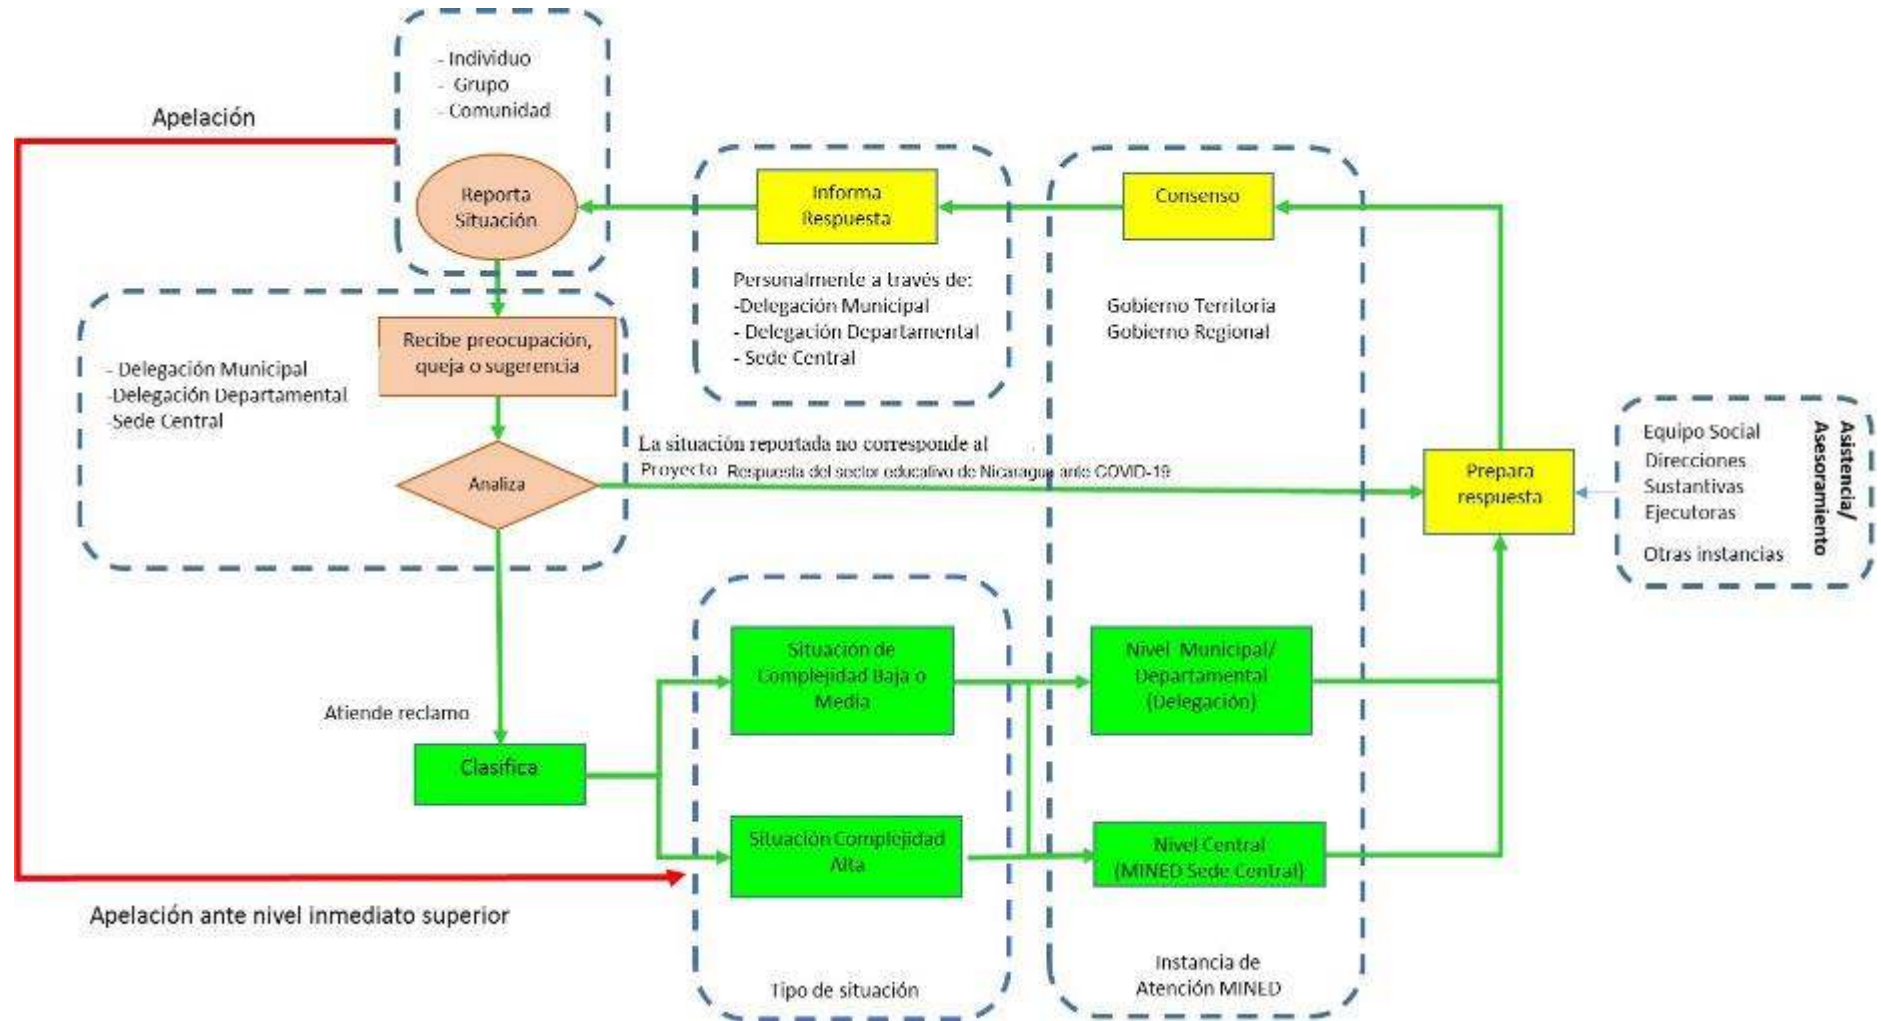 - Individuo
- Grupo
- Comunidad
Apelación
Reporta
Situación
Informa
Respuesta
Consenso
Personalmente a través de:
-Delegación Municipal
- Delegación Departamental
- Sede Central
Gobierno Territoria
Gobierno Regional
Recibe preocupación,
queja o sugerencia
- Delegación Municipal
-Delegación Departamental
-Sede Central
Analiza
La situación reportada no corresponde al
Proyecto Respuesta del sector educativo de Nicaragua ante COVID-19
Prepara
respuesta
Equipo Social
Direcciones
Sustantivas
Ejecutoras
Otras instancias
Asistencia/
Asesoramiento
Situación de
Complejidad Baja o
Media
Nivel Municipal/
Departamental
(Delegación)
Atiende reclamo
Clasifica
Situación Complejidad
Alta
Nivel Central
(MINED Sede Central)
Apelación ante nivel inmediato superior
Tipo de situación
Instancia de
Atención MINED